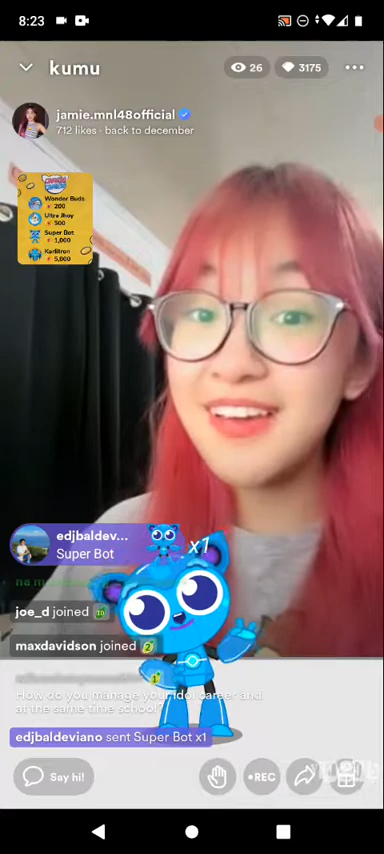 8:23
kumu
26
3175
jamie.mnl48official
712 likes • back to december
Wonder Buds
200
Ultra Jhoy
500
Super Bot
1,000
Karlitron
5,000
edjbaldev...
Super Bot
x1
joe_d joined
maxdavidson joined
How do you manage your idol career and
at the same time school?
edjbaldeviano sent Super Bot x1
Say hi!
•REC